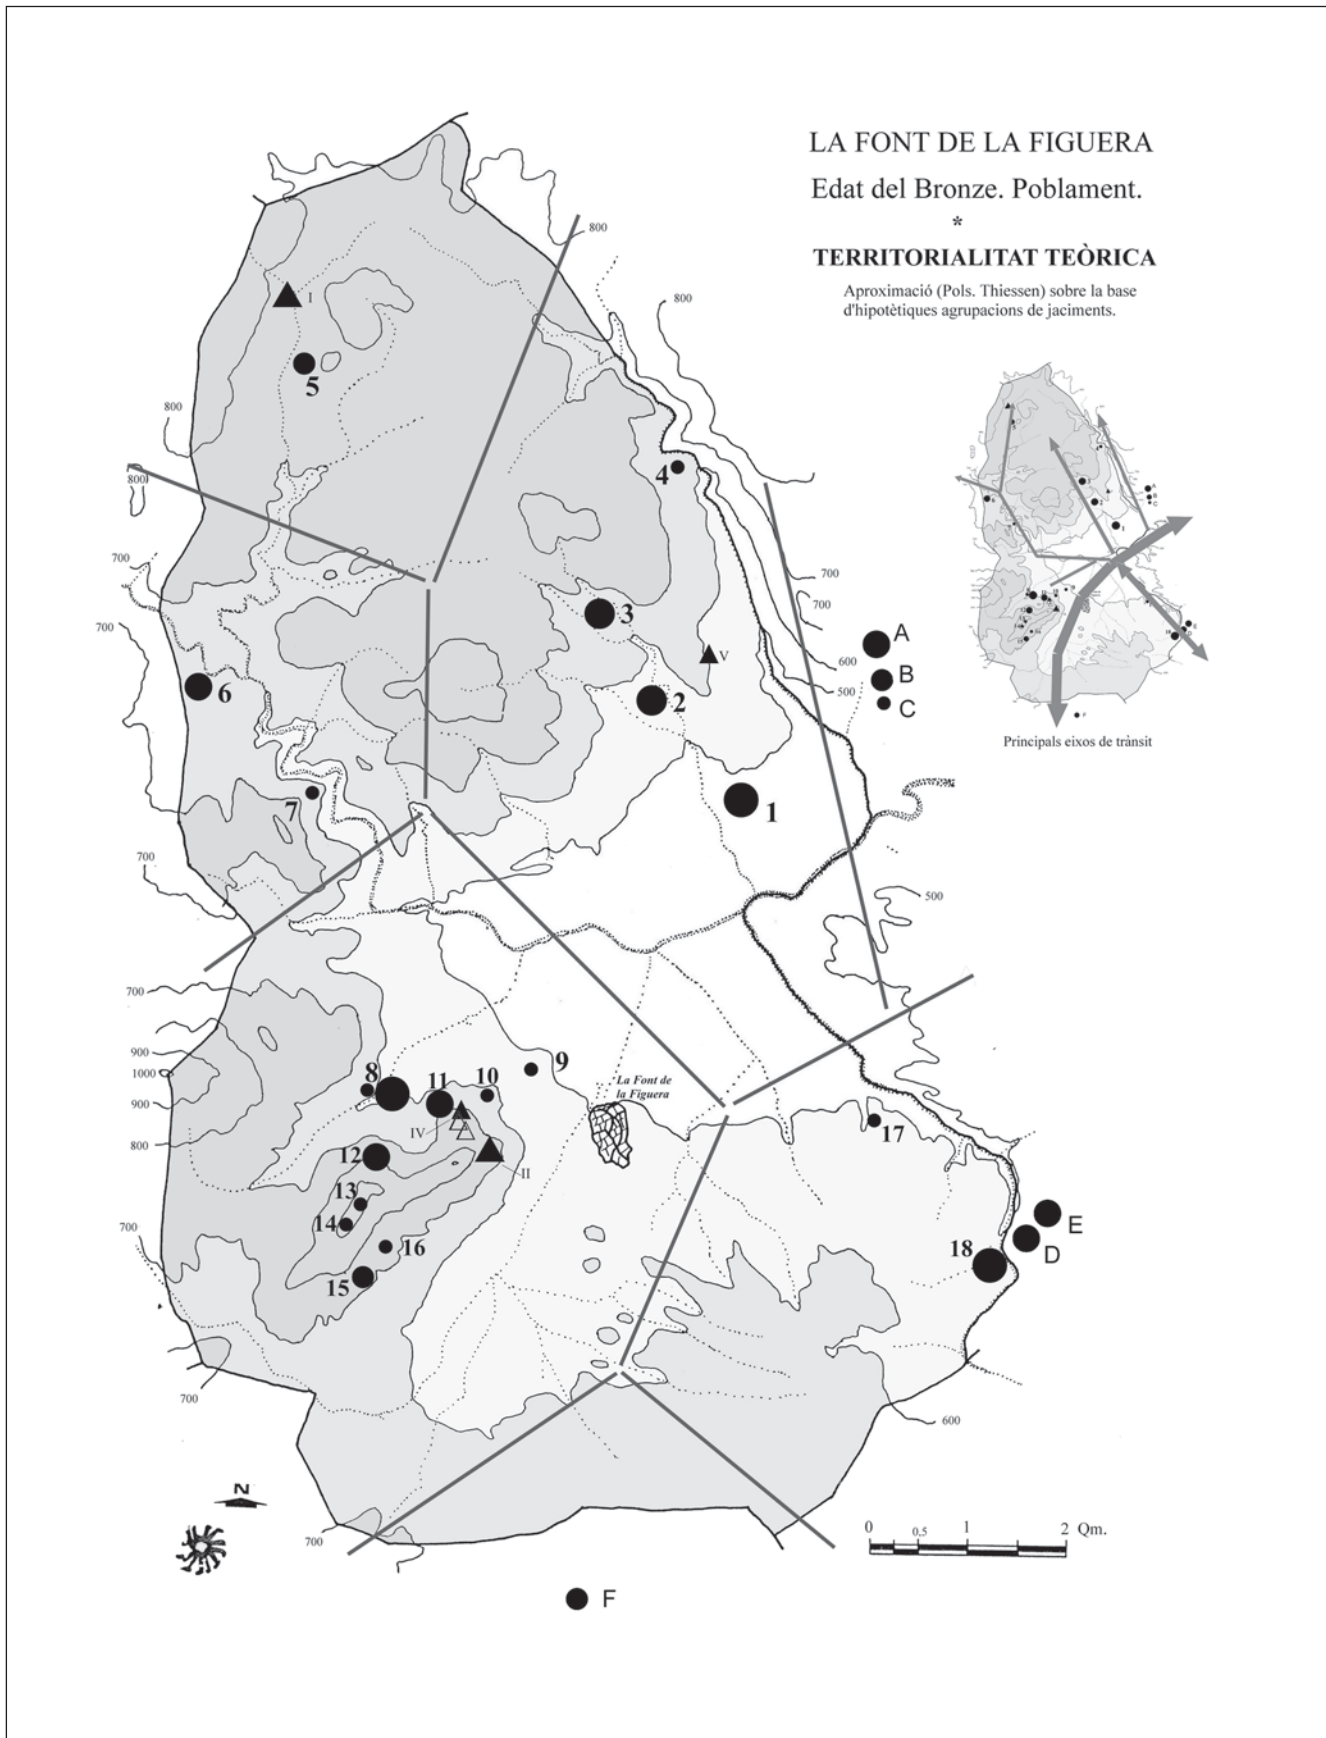 LA FONT DE LA FIGUERA
Edat del Bronze. Poblament.
*
TERRITORIALITAT TEÒRICA
Aproximació (Pols. Thiessen) sobre la base
d'hipotètiques agrupacions de jaciments.
800
800
I
5
800
800
4
700
700
700
700
3
A
600
V
B
6
2
500
C
Principals eixos de trànsit
7
1
700
500
700
900
1000
900
800
8
11
10
9
La Font de
la Figuera
IV
17
12
II
13
14
16
15
E
D
18
700
700
600
N
700
0
0,5
1
2 Qm.
F